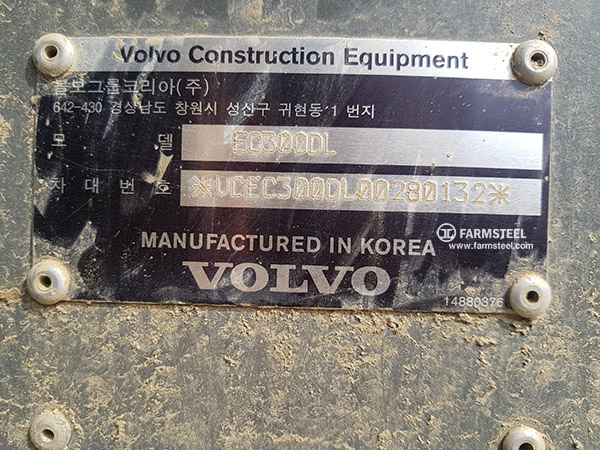 Volvo Construction Equipment
볼보그룹코리아(주)
642-430 경상남도 창원시 성산구 귀현동 1 번지
모 델 EC300DL
차 대 번 호 *VCEC300DL00280132*
FARMSTEEL
www.farmsteel.com
MANUFACTURED IN KOREA
VOLVO
14880376